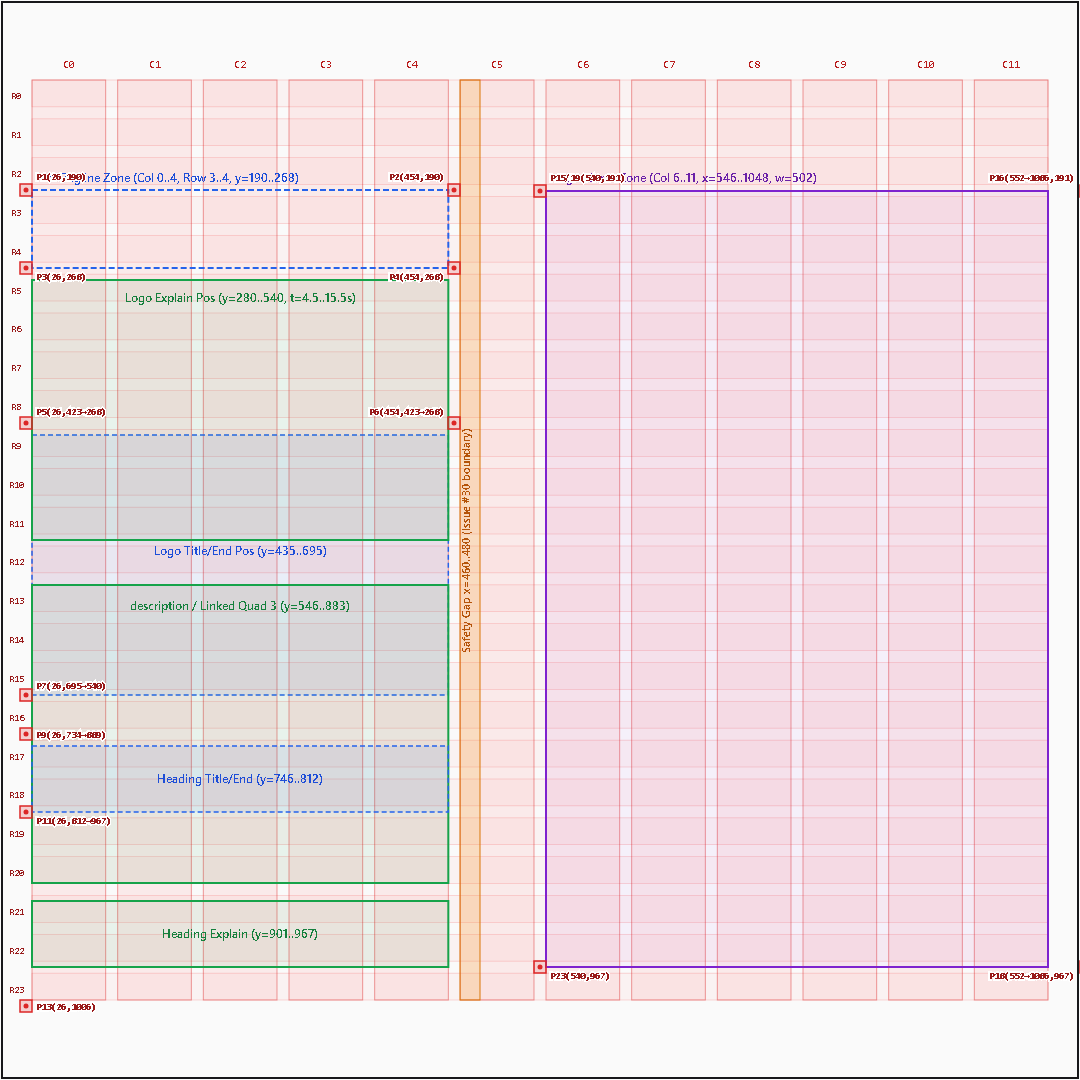 C0 C1 C2 C3 C4 C5 C6 C7 C8 C9 C10 C11
R0
R1
R2
P1(26,190) ne Zone (Col 0..4, Row 3..4, y=190..268) P2(454,190) P15/19(540,191) one (Col 6..11, x=546..1048, w=502) P16(552→1086,191)
R3
R4
P3(26,268) P4(454,268)
R5
Logo Explain Pos (y=280..540, t=4.5..15.5s)
R6
R7
R8
P5(26,423→268) P6(454,423→268)
R9
R10
R11
Safety Gap x=460..480 (Issue #30 boundary)
Logo Title/End Pos (y=435..695)
R12
R13
description / Linked Quad 3 (y=546..883)
R14
R15
P7(26,695→540)
R16
P9(26,734→889)
R17
Heading Title/End (y=746..812)
R18
P11(26,812→967)
R19
R20
R21
Heading Explain (y=901..967)
R22
P23(540,967) P18(552→1086,967)
R23
P13(26,1006)